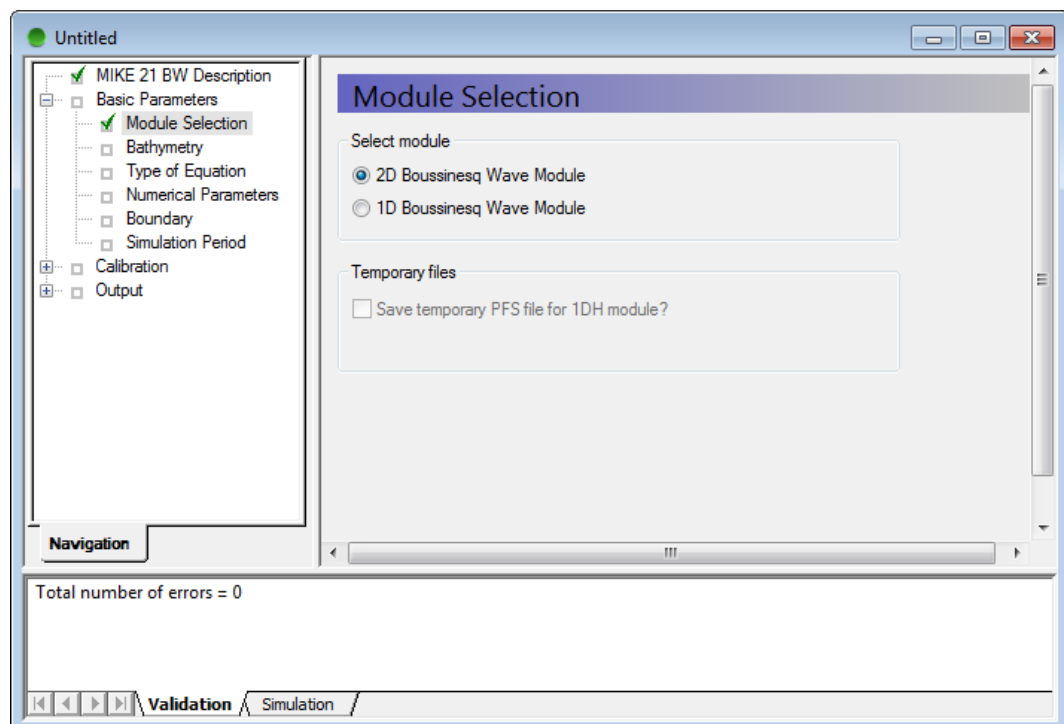 Untitled
MIKE 21 BW Description
Basic Parameters
Module Selection
Bathymetry
Type of Equation
Numerical Parameters
Boundary
Simulation Period
Calibration
Output
Navigation
Module Selection
Select module
2D Boussinesq Wave Module
1D Boussinesq Wave Module
Temporary files
Save temporary PFS file for 1DH module?
Total number of errors = 0
Validation
Simulation